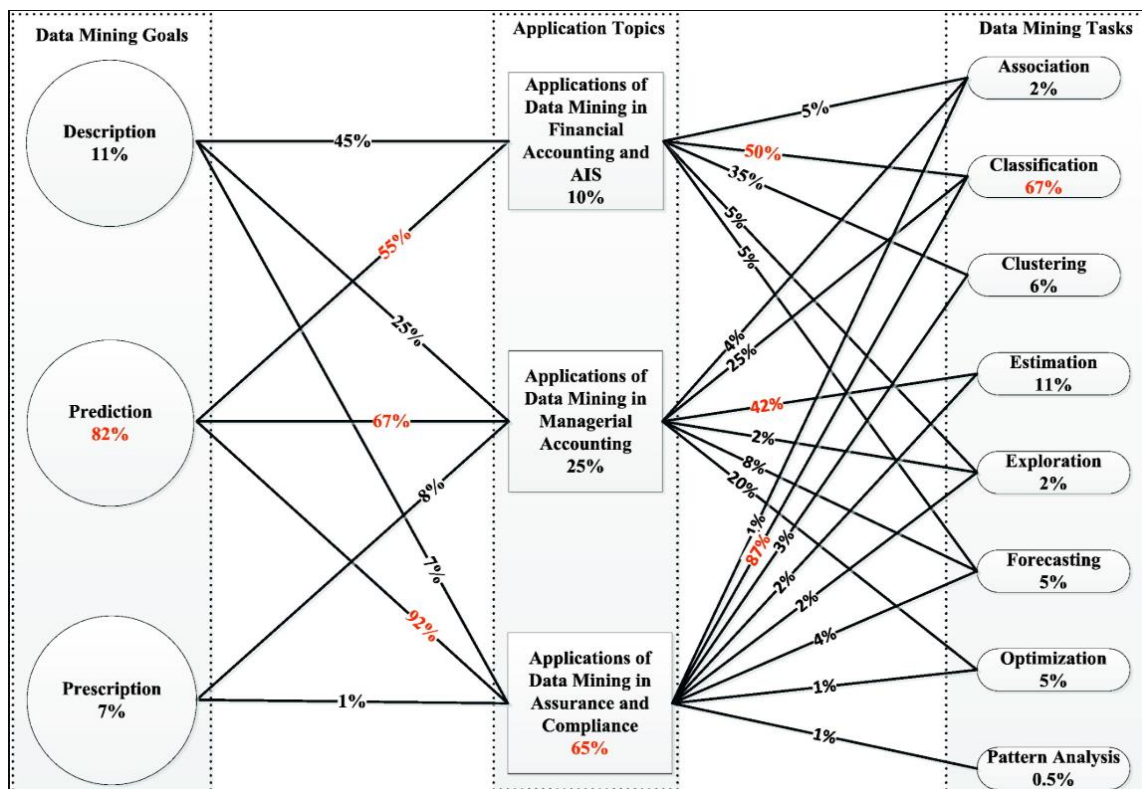 Data Mining Goals
Description
11%
Prediction
82%
Prescription
7%
45%
55%
25%
67%
8%
7%
92%
1%
Application Topics
Applications of
Data Mining in
Financial
Accounting and
AIS
10%
Applications of
Data Mining in
Managerial
Accounting
25%
Applications of
Data Mining in
Assurance and
Compliance
65%
5%
50%
35%
5%
5%
4%
25%
42%
2%
8%
20%
1%
87%
3%
2%
2%
4%
1%
1%
Data Mining Tasks
Association
2%
Classification
67%
Clustering
6%
Estimation
11%
Exploration
2%
Forecasting
5%
Optimization
5%
Pattern Analysis
0.5%